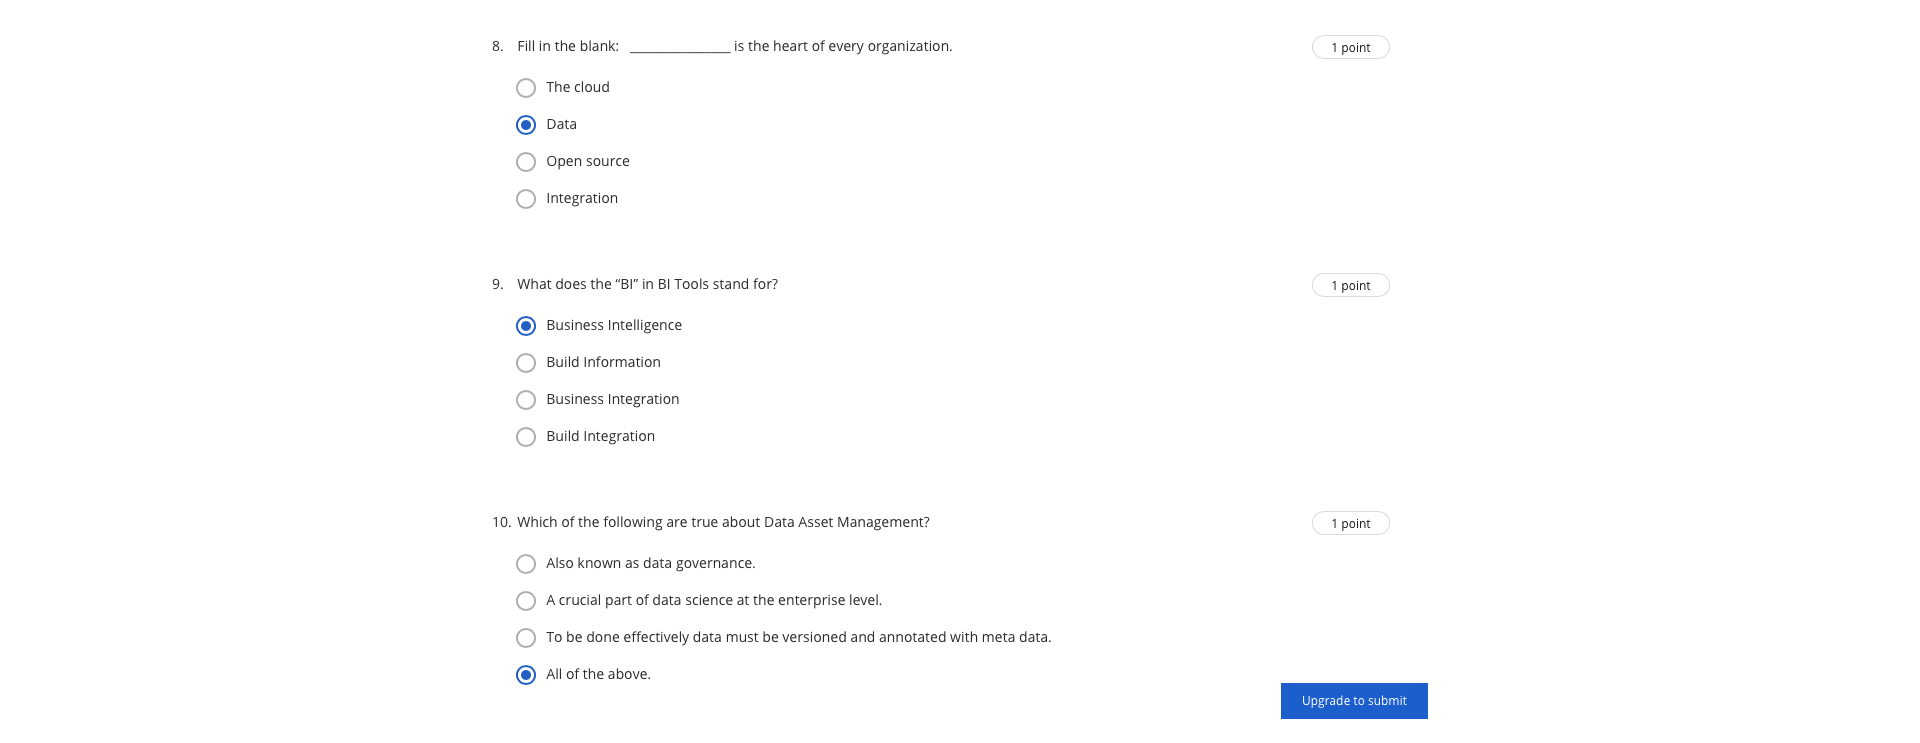 8. Fill in the blank: ______________ is the heart of every organization.
1 point
The cloud
Data
Open source
Integration
9. What does the “BI” in BI Tools stand for?
1 point
Business Intelligence
Build Information
Business Integration
Build Integration
10. Which of the following are true about Data Asset Management?
1 point
Also known as data governance.
A crucial part of data science at the enterprise level.
To be done effectively data must be versioned and annotated with meta data.
All of the above.
Upgrade to submit